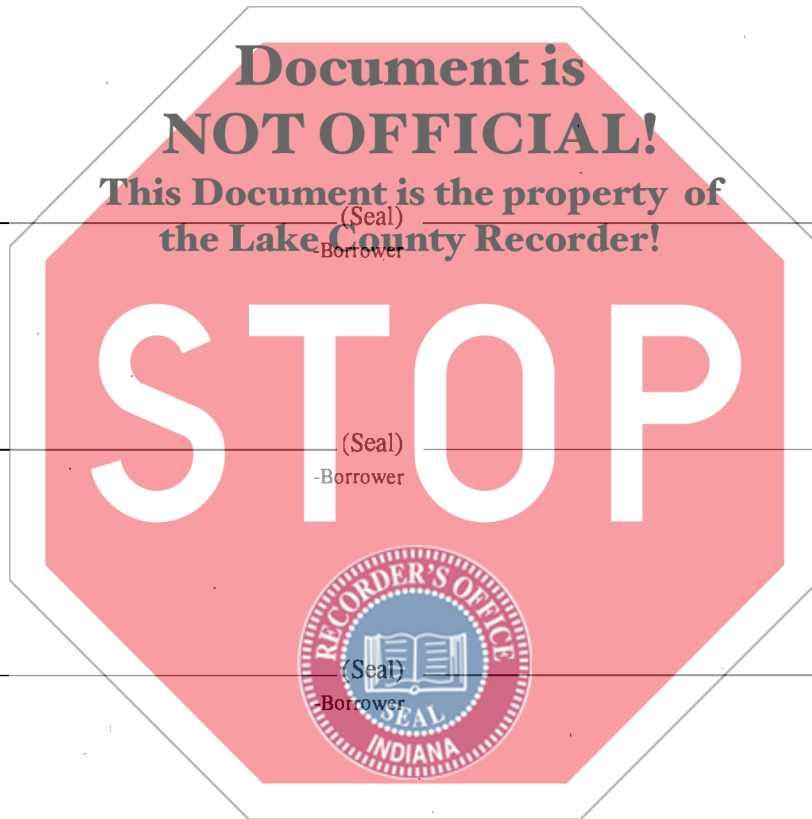 Document is
NOT OFFICIAL!
This Document is the property of
the Lake County Recorder!
(Seal)
-Borrower
STOP
(Seal)
-Borrower
RECORDER'S OFFICE
(Seal)
-Borrower
SEAL
INDIANA